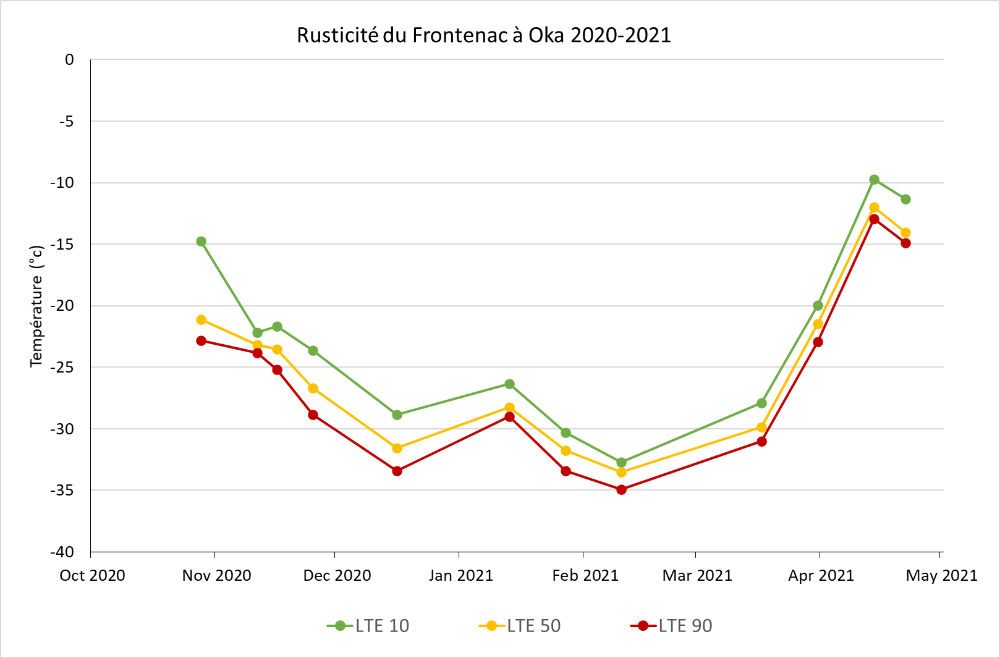 Rusticité du Frontenac à Oka 2020-2021
0
-5
-10
-15
-20
-25
-30
-35
-40
Température (°c)
Oct 2020 Nov 2020 Dec 2020 Jan 2021 Feb 2021 Mar 2021 Apr 2021 May 2021
LTE 10 LTE 50 LTE 90